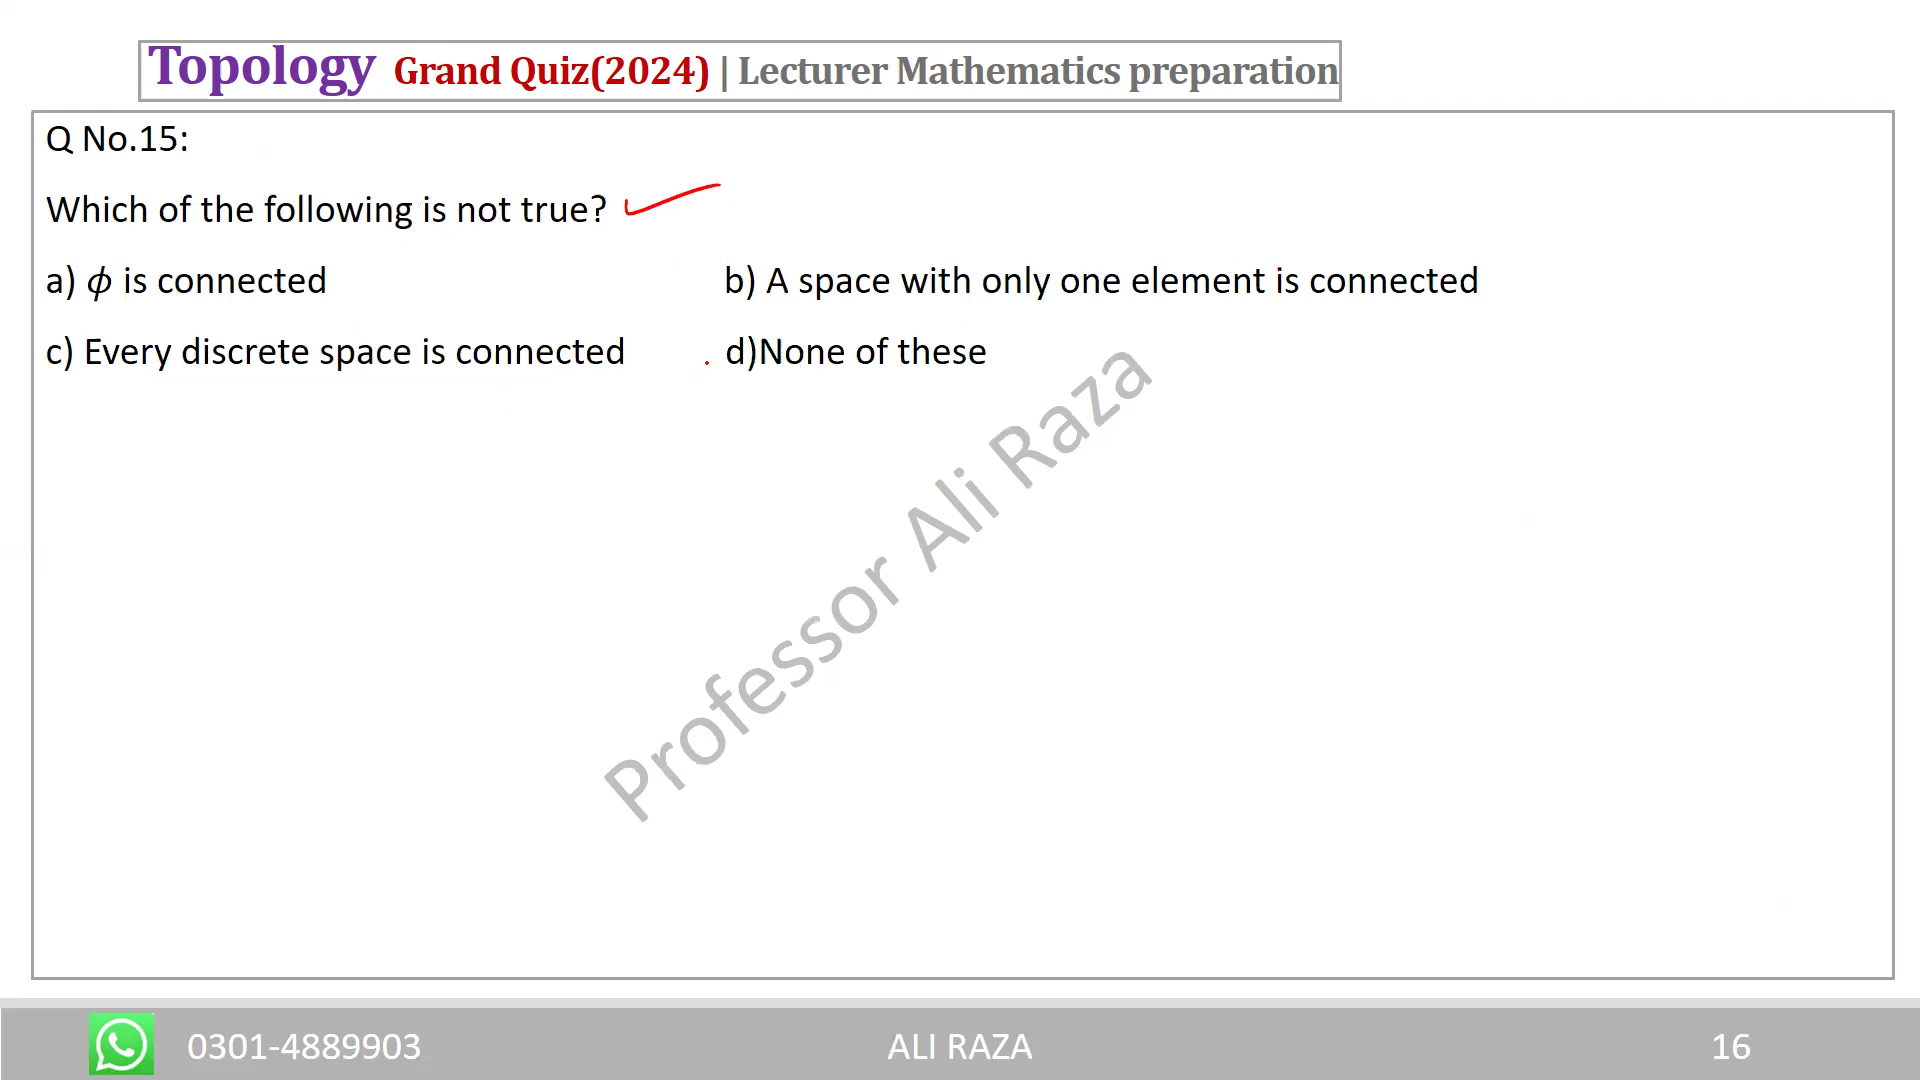 Topology Grand Quiz(2024) | Lecturer Mathematics preparation
Q No.15:
Which of the following is not true?
a) ϕ is connected b) A space with only one element is connected
c) Every discrete space is connected d)None of these
Professor Ali Raza
0301-4889903 ALI RAZA 16